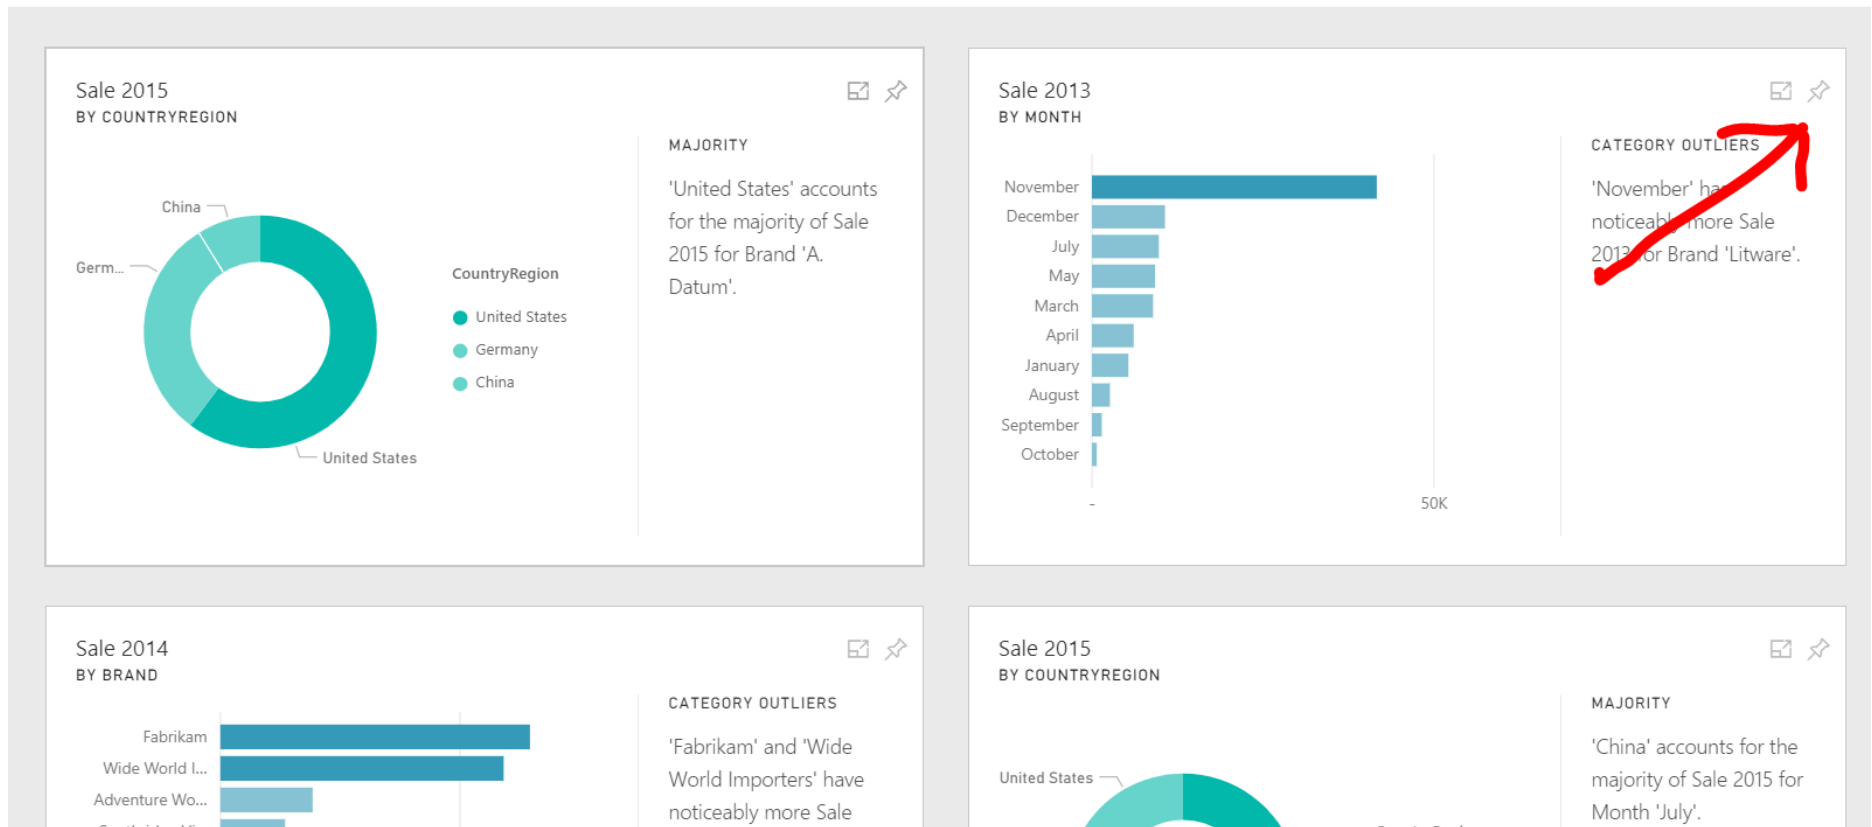 Sale 2015
BY COUNTRYREGION
China
Germ...
United States
CountryRegion
United States
Germany
China
MAJORITY
'United States' accounts
for the majority of Sale
2015 for Brand 'A.
Datum'.
Sale 2013
BY MONTH
November
December
July
May
March
April
January
August
September
October
-
50K
CATEGORY OUTLIERS
'November' has
noticeably more Sale
2013 for Brand 'Litware'.
Sale 2014
BY BRAND
Fabrikam
Wide World I...
Adventure Wo...
CATEGORY OUTLIERS
'Fabrikam' and 'Wide
World Importers' have
noticeably more Sale
Sale 2015
BY COUNTRYREGION
United States
MAJORITY
'China' accounts for the
majority of Sale 2015 for
Month 'July'.